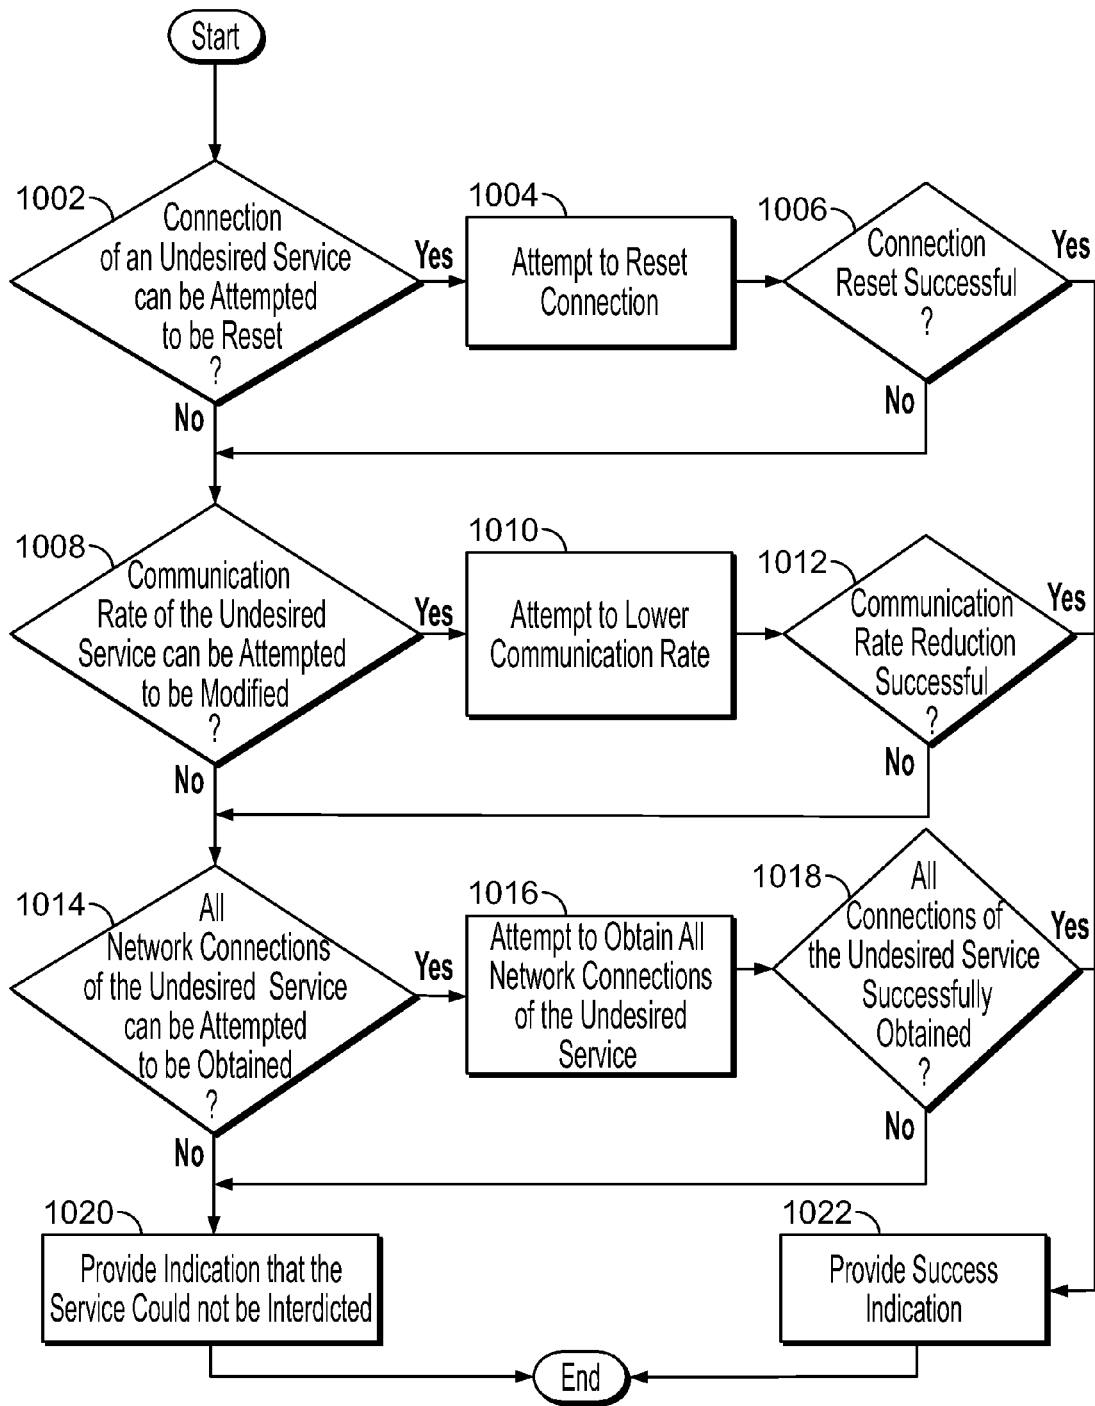 Start
1002
Connection
of an Undesired Service
can be Attempted
to be Reset
?
Yes
No
1004
Attempt to Reset
Connection
1006
Connection
Reset Successful
?
Yes
No
1008
Communication
Rate of the Undesired
Service can be Attempted
to be Modified
?
Yes
No
1010
Attempt to Lower
Communication Rate
1012
Communication
Rate Reduction
Successful
?
Yes
No
1014
All
Network Connections
of the Undesired Service
can be Attempted
to be Obtained
?
Yes
No
1016
Attempt to Obtain All
Network Connections
of the Undesired
Service
1018
All
Connections of
the Undesired Service
Successfully
Obtained
?
Yes
No
1020
Provide Indication that the
Service Could not be Interdicted
1022
Provide Success
Indication
End